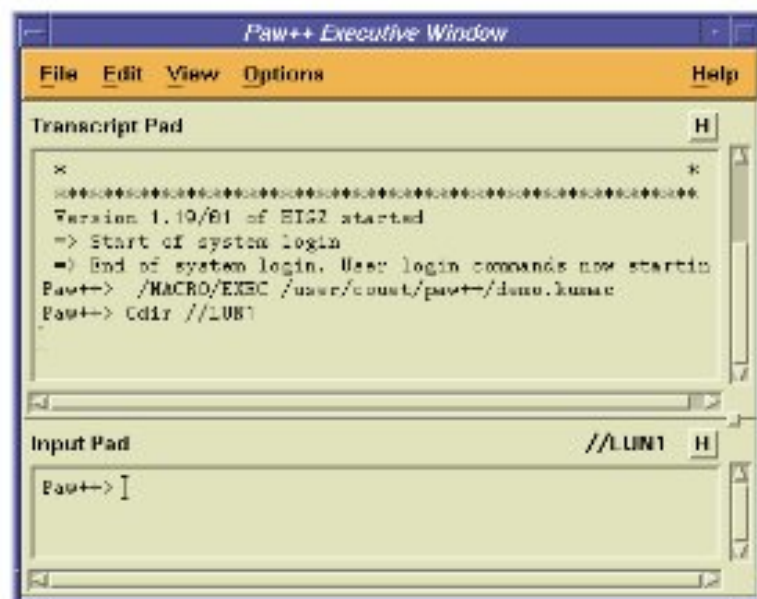 Paw++ Executive Window
File Edit View Options Help
Transcript Pad H
* *
******************************************************
Version 1.19/01 of HIGZ started
=> Start of system login
=> End of system login. User login commands now startin
Paw++> /MACRO/EXEC /user/couet/paw++/demo.kumac
Paw++> Cdir //LUN1
Input Pad //LUN1 H
Paw++>